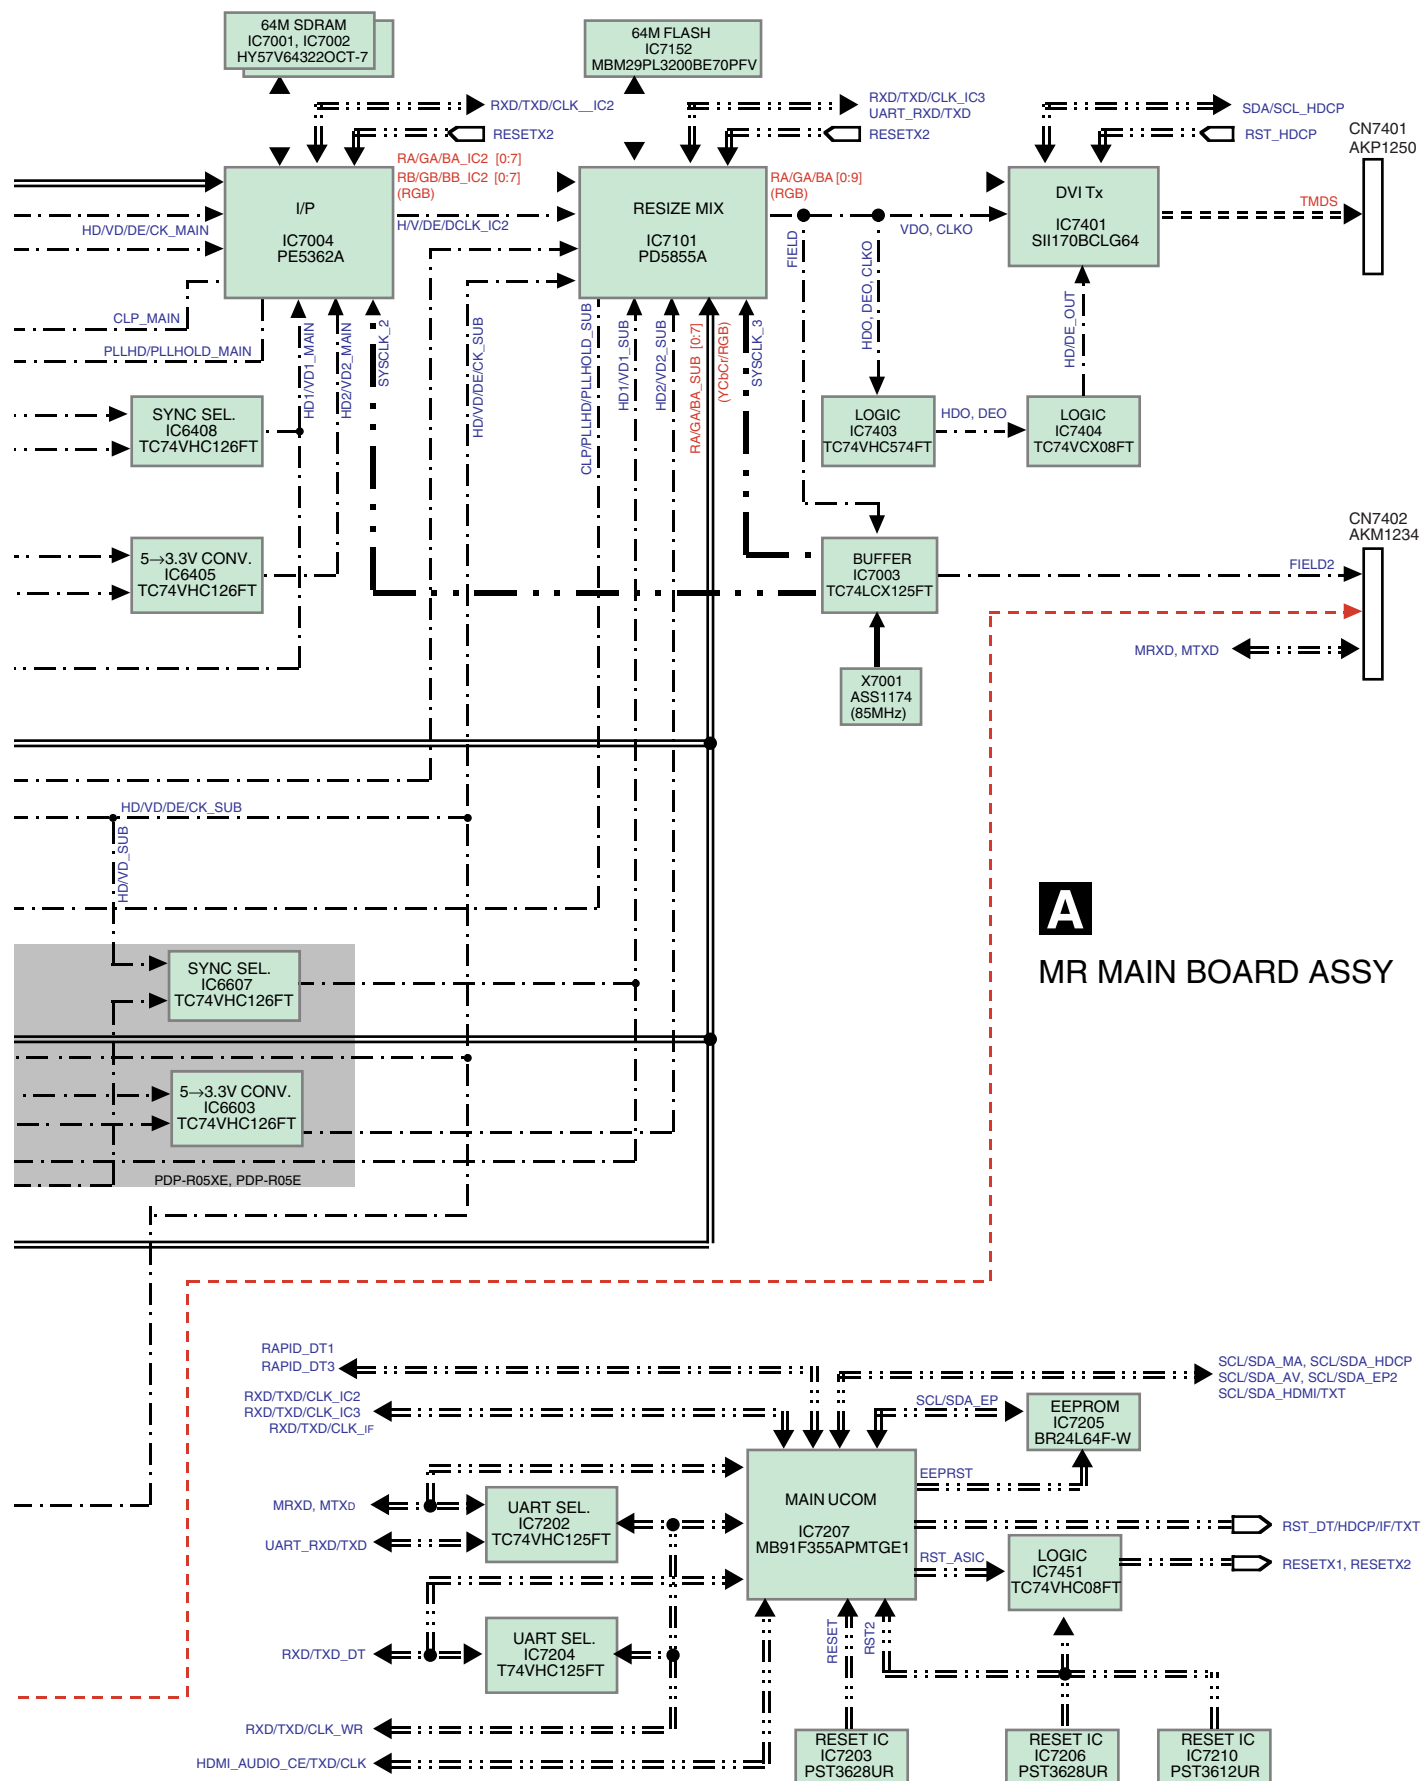 64M SDRAM
IC7001, IC7002
HY57V64322OCT-7
64M FLASH
IC7152
MBM29PL3200BE70PFV
RXD/TXD/CLK_IC2
RESETX2
RXD/TXD/CLK_IC3
UART_RXD/TXD
RESETX2
SDA/SCL_HDCP
RST_HDCP
CN7401
AKP1250
RA/GA/BA_IC2 [0:7]
RB/GB/BB_IC2 [0:7]
(RGB)
RA/GA/BA [0:9]
(RGB)
I/P
IC7004
PE5362A
RESIZE MIX
IC7101
PD5855A
DVI Tx
IC7401
SII170BCLG64
TMDS
HD/VD/DE/CK_MAIN
H/V/DE/DCLK_IC2
VDO, CLKO
FIELD
HDO, DEO, CLKO
HD/DE_OUT
CLP_MAIN
PLLHD/PLLHOLD_MAIN
HD1/VD1_MAIN
HD2/VD2_MAIN
SYSCLK_2
HD/VD/DE/CK_SUB
CLP/PLLHD/PLLHOLD_SUB
HD1/VD1_SUB
HD2/VD2_SUB
RA/GA/BA_SUB [0:7]
(YCbCr/RGB)
SYSCLK_3
SYNC SEL.
IC6408
TC74VHC126FT
LOGIC
IC7403
TC74VHC574FT
HDO, DEO
LOGIC
IC7404
TC74VCX08FT
5→3.3V CONV.
IC6405
TC74VHC126FT
BUFFER
IC7003
TC74LCX125FT
CN7402
AKM1234
FIELD2
MRXD, MTXD
X7001
ASS1174
(85MHz)
HD/VD/DE/CK_SUB
HD/VD_SUB
A
MR MAIN BOARD ASSY
SYNC SEL.
IC6607
TC74VHC126FT
5→3.3V CONV.
IC6603
TC74VHC126FT
PDP-R05XE, PDP-R05E
RAPID_DT1
RAPID_DT3
RXD/TXD/CLK_IC2
RXD/TXD/CLK_IC3
RXD/TXD/CLK_IF
SCL/SDA_MA, SCL/SDA_HDCP
SCL/SDA_AV, SCL/SDA_EP2
SCL/SDA_HDMI/TXT
SCL/SDA_EP
EEPROM
IC7205
BR24L64F-W
EEPRST
MAIN UCOM
IC7207
MB91F355APMTGE1
MRXD, MTXD
UART SEL.
IC7202
TC74VHC125FT
UART_RXD/TXD
RST_DT/HDCP/IF/TXT
RST_ASIC
LOGIC
IC7451
TC74VHC08FT
RESETX1, RESETX2
RESET
RST2
RXD/TXD_DT
UART SEL.
IC7204
T74VHC125FT
RXD/TXD/CLK_WR
HDMI_AUDIO_CE/TXD/CLK
RESET IC
IC7203
PST3628UR
RESET IC
IC7206
PST3628UR
RESET IC
IC7210
PST3612UR